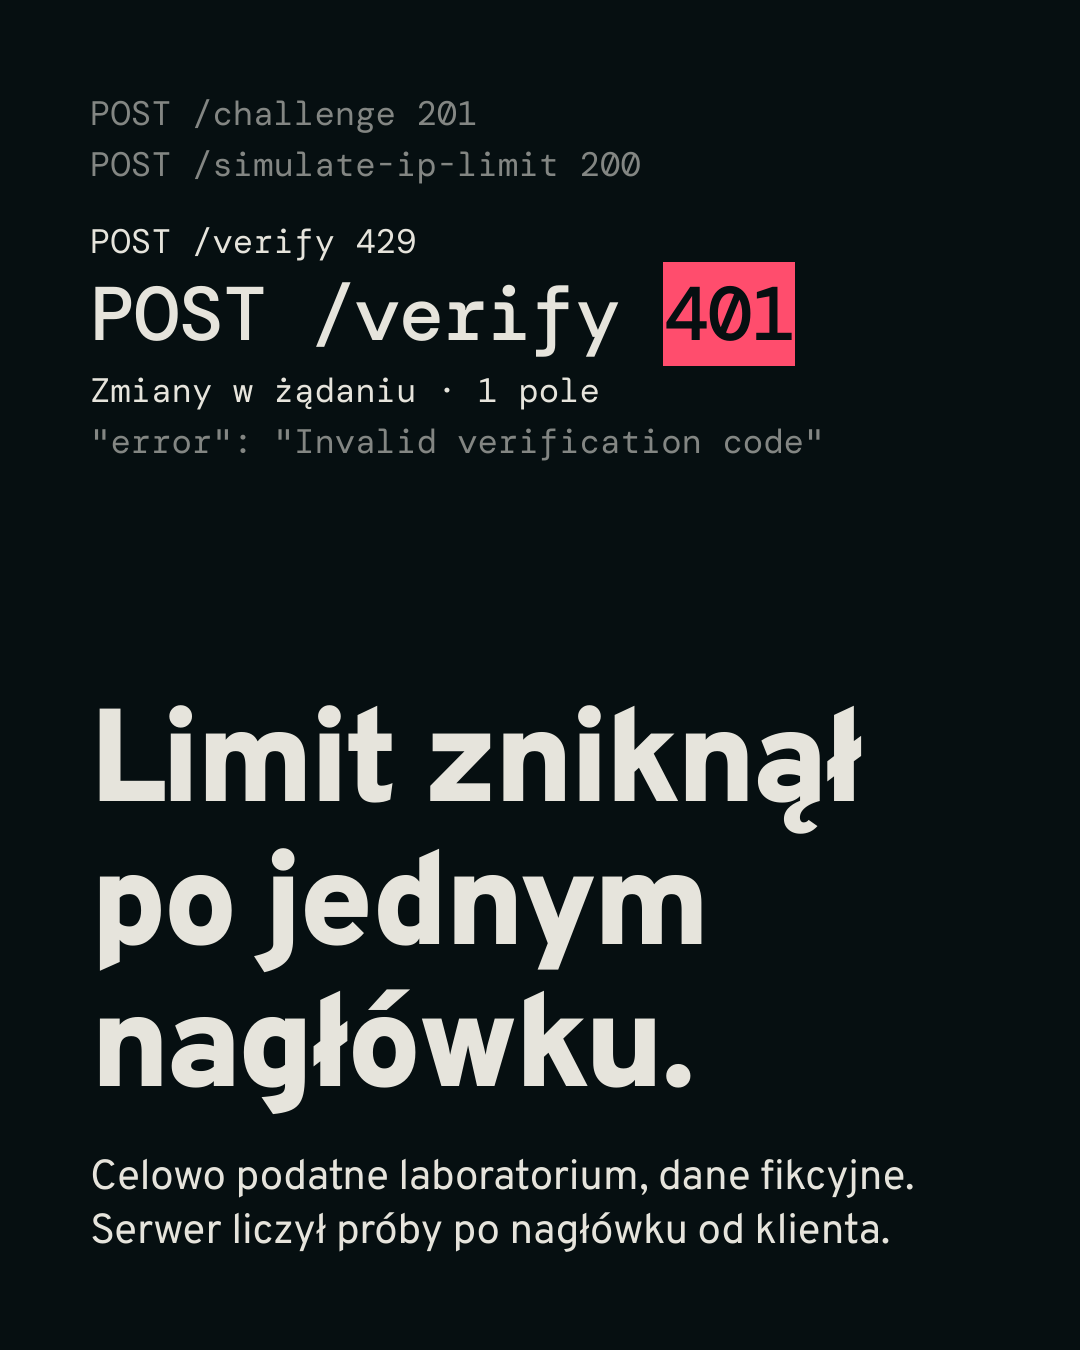 POST /challenge 201
POST /simulate-ip-limit 200
POST /verify 429
POST /verify 401
Zmiany w żądaniu · 1 pole
"error": "Invalid verification code"
Limit zniknął
po jednym
nagłówku.
Celowo podatne laboratorium, dane fikcyjne.
Serwer liczył próby po nagłówku od klienta.